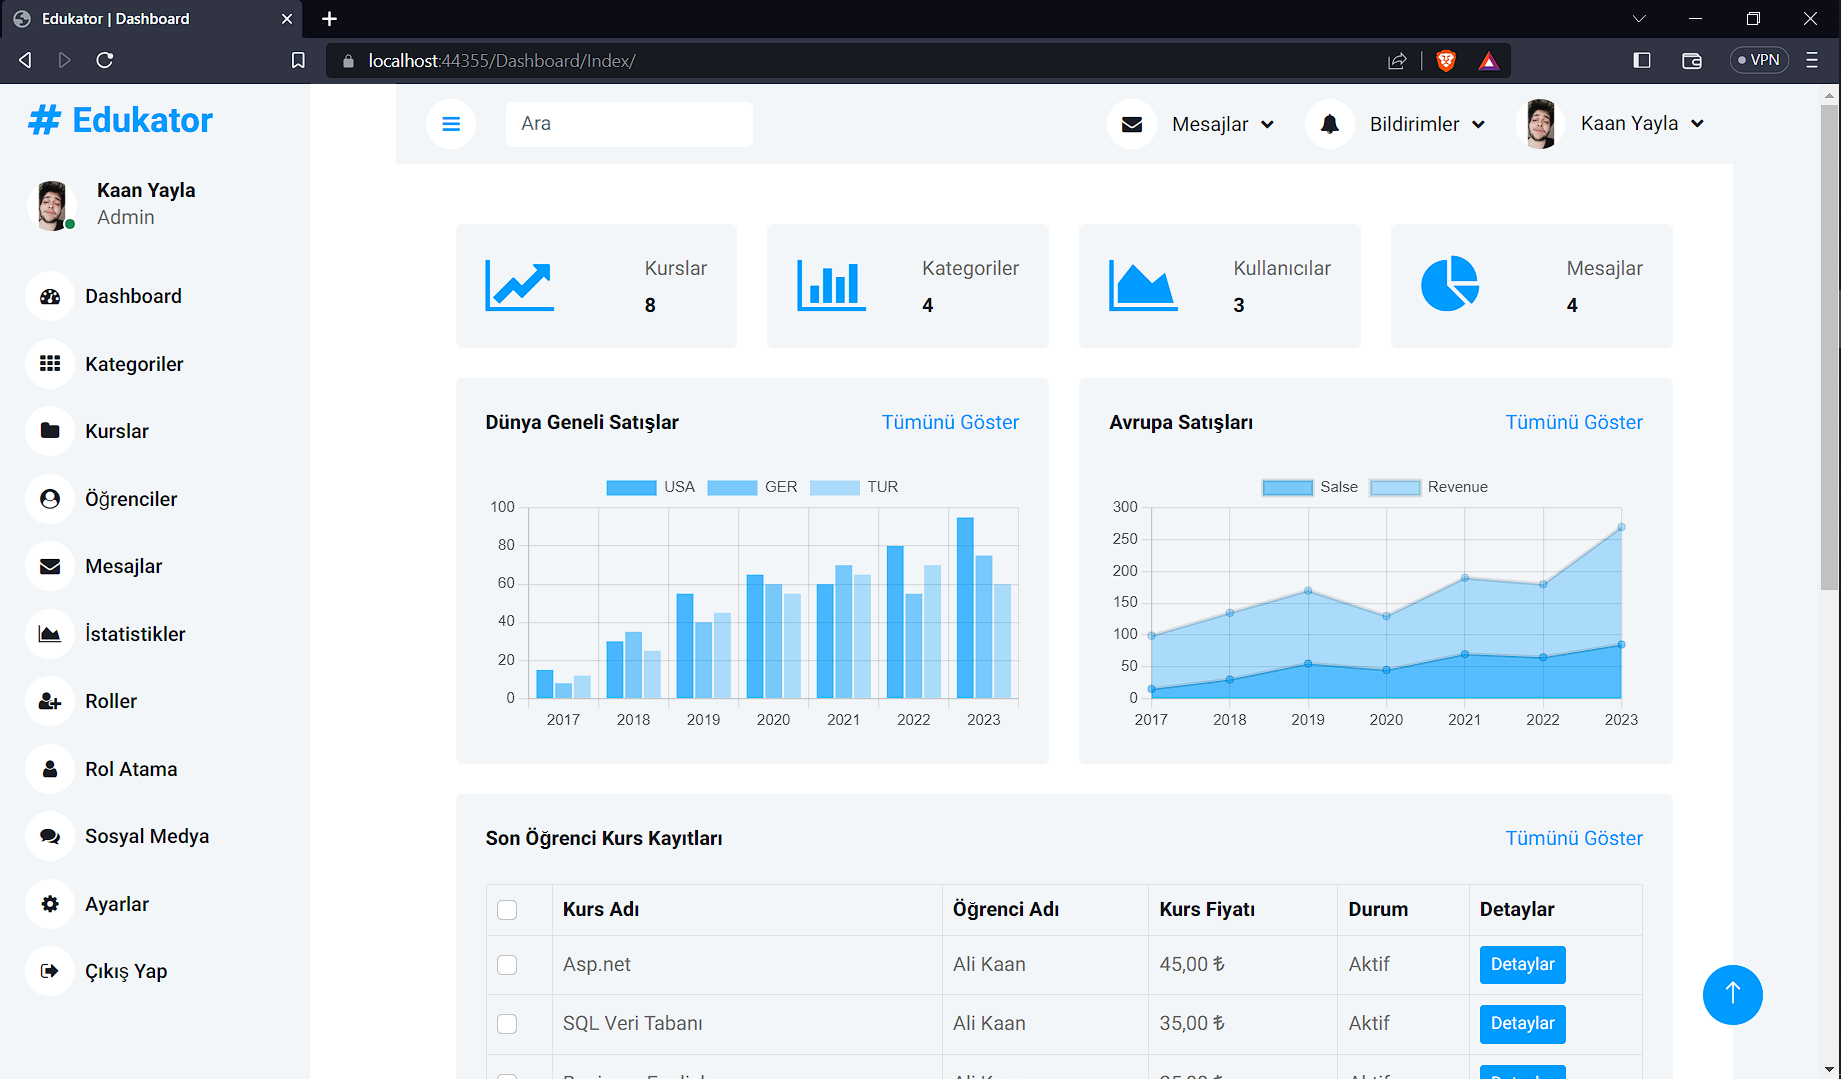 Edukator | Dashboard
localhost:44355/Dashboard/Index/
VPN
# Edukator
Ara
Mesajlar
Bildirimler
Kaan Yayla
Kaan Yayla
Admin
Dashboard
Kategoriler
Kurslar
Öğrenciler
Mesajlar
İstatistikler
Roller
Rol Atama
Sosyal Medya
Ayarlar
Çıkış Yap
Kurslar
8
Kategoriler
4
Kullanıcılar
3
Mesajlar
4
Dünya Geneli Satışlar
Tümünü Göster
USA GER TUR
100
80
60
40
20
0
2017 2018 2019 2020 2021 2022 2023
Avrupa Satışları
Tümünü Göster
Salse Revenue
300
250
200
150
100
50
0
2017 2018 2019 2020 2021 2022 2023
Son Öğrenci Kurs Kayıtları
Tümünü Göster
Kurs Adı Öğrenci Adı Kurs Fiyatı Durum Detaylar
Asp.net Ali Kaan 45,00 ₺ Aktif Detaylar
SQL Veri Tabanı Ali Kaan 35,00 ₺ Aktif Detaylar